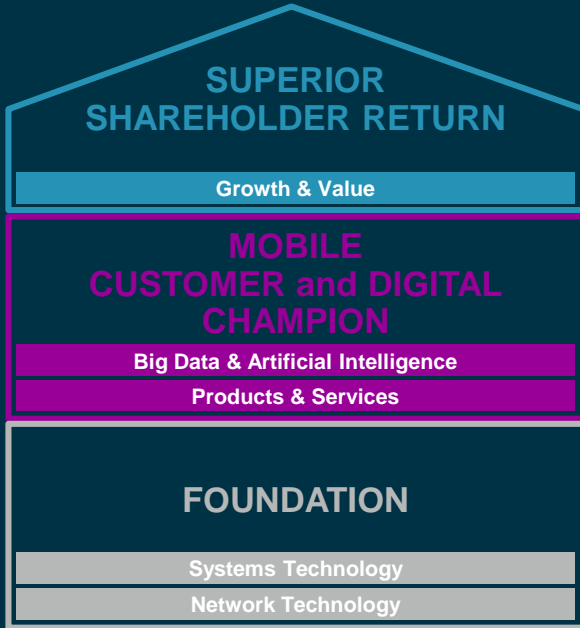 SUPERIOR
SHAREHOLDER RETURN
Growth & Value
MOBILE
CUSTOMER and DIGITAL
CHAMPION
Big Data & Artificial Intelligence
Products & Services
FOUNDATION
Systems Technology
Network Technology